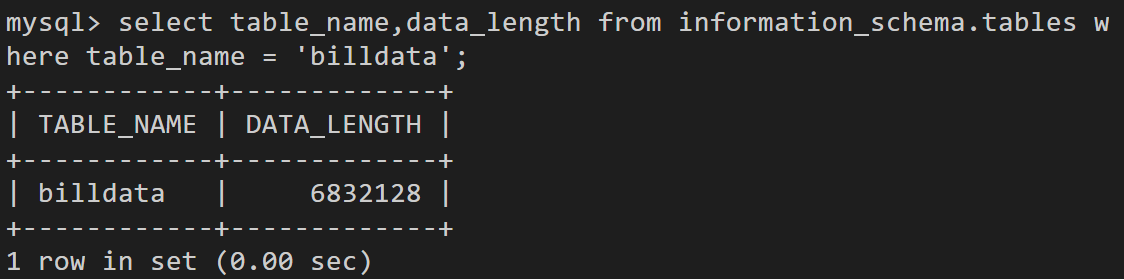 mysql> select table_name,data_length from information_schema.tables w
here table_name = 'billdata';
+------------+-------------+
| TABLE_NAME | DATA_LENGTH |
+------------+-------------+
| billdata   |     6832128 |
+------------+-------------+
1 row in set (0.00 sec)